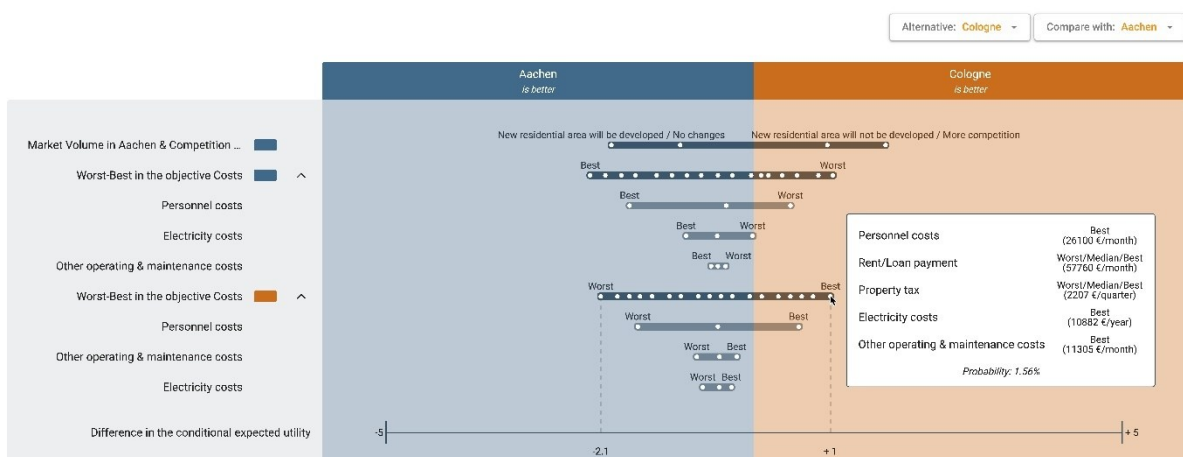 Alternative: Cologne
Compare with: Aachen
Aachen
is better
Cologne
is better
New residential area will be developed / No changes
New residential area will not be developed / More competition
Market Volume in Aachen & Competition ...
Best
Worst
Worst-Best in the objective Costs
Best
Worst
Personnel costs
Best
Worst
Electricity costs
Best
Worst
Other operating & maintenance costs
Worst
Best
Worst-Best in the objective Costs
Worst
Best
Personnel costs
Worst
Best
Other operating & maintenance costs
Worst
Best
Electricity costs
Personnel costs
Best
(26100 €/month)
Rent/Loan payment
Worst/Median/Best
(57760 €/month)
Property tax
Worst/Median/Best
(2207 €/quarter)
Electricity costs
Best
(10882 €/year)
Other operating & maintenance costs
Best
(11305 €/month)
Probability: 1.56%
Difference in the conditional expected utility
-5
+ 5
-2.1
+ 1